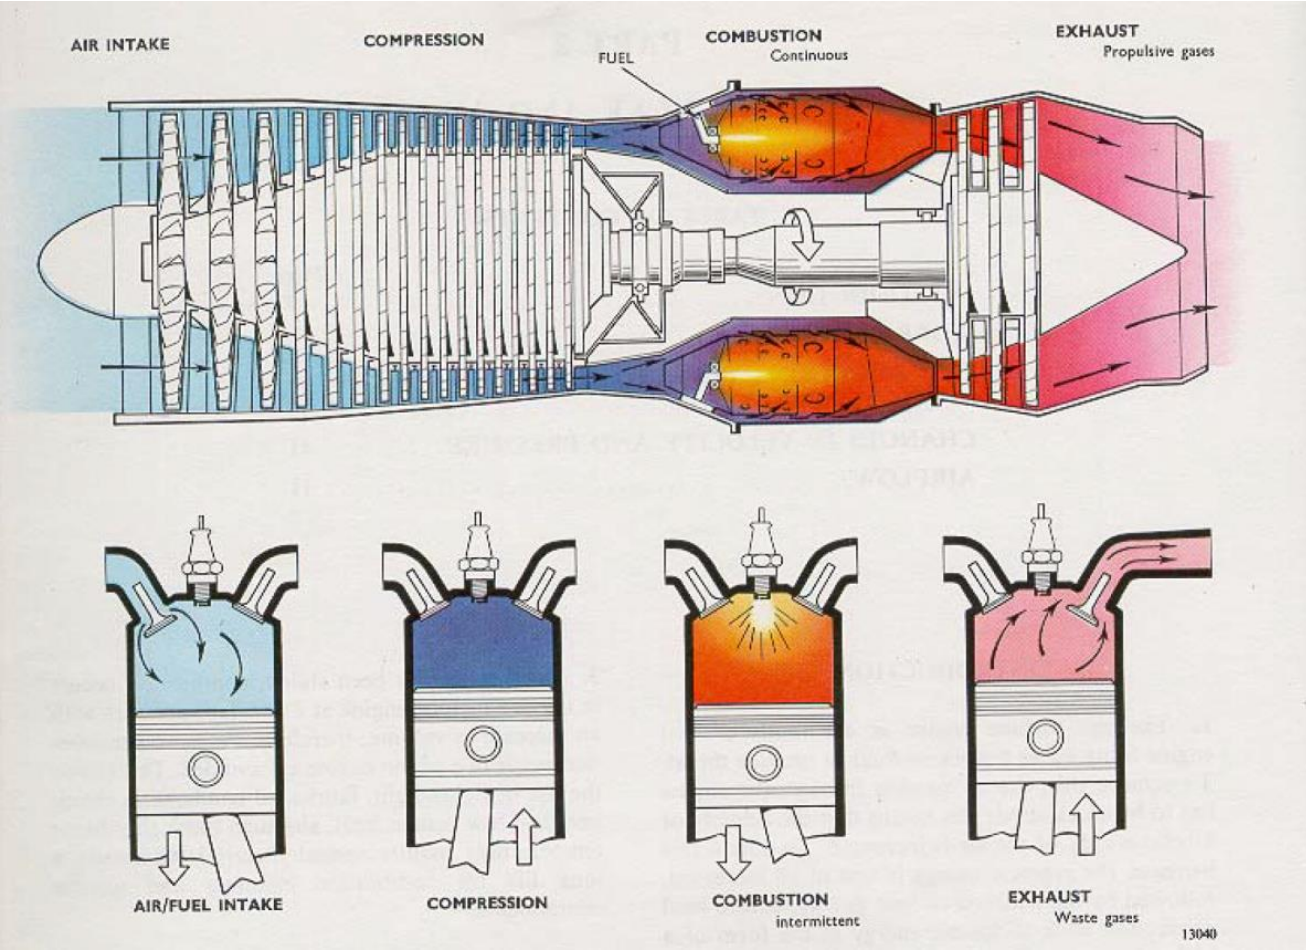 AIR INTAKE
COMPRESSION
COMBUSTION
Continuous
EXHAUST
Propulsive gases
FUEL
AIR/FUEL INTAKE
COMPRESSION
COMBUSTION
intermittent
EXHAUST
Waste gases
13040